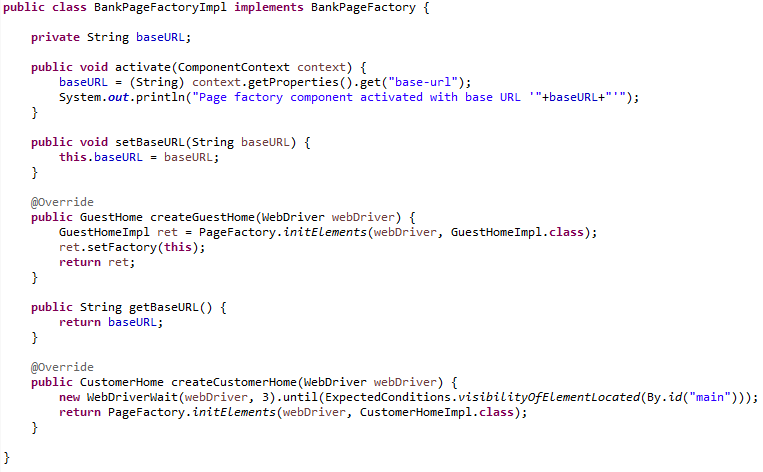 public class BankPageFactoryImpl implements BankPageFactory {
private String baseURL;
public void activate(ComponentContext context) {
baseURL = (String) context.getProperties().get("base-url");
System.out.println("Page factory component activated with base URL '"+baseURL+"'");
}
public void setBaseURL(String baseURL) {
this.baseURL = baseURL;
}
@Override
public GuestHome createGuestHome(WebDriver webDriver) {
GuestHomeImpl ret = PageFactory.initElements(webDriver, GuestHomeImpl.class);
ret.setFactory(this);
return ret;
}
public String getBaseURL() {
return baseURL;
}
@Override
public CustomerHome createCustomerHome(WebDriver webDriver) {
new WebDriverWait(webDriver, 3).until(ExpectedConditions.visibilityOfElementLocated(By.id("main")));
return PageFactory.initElements(webDriver, CustomerHomeImpl.class);
}
}